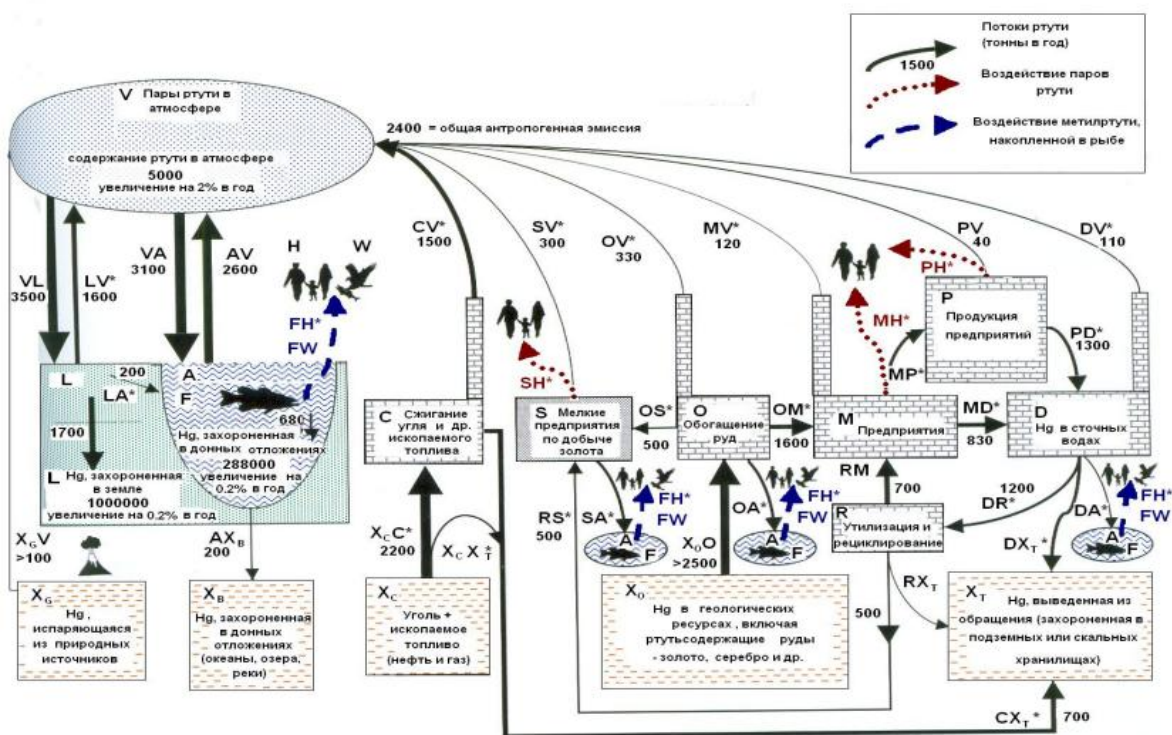 Потоки ртути
(тонны в год)
1500
Воздействие паров
ртути
Воздействие метилртути,
накопленной в рыбе
V Пары ртути в
атмосфере
содержание ртути в атмосфере
5000
увеличение на 2% в год
2400 = общая антропогенная эмиссия
VL
3500
LV*
1600
VA
3100
AV
2600
H
W
FH*
FW
CV*
1500
SV*
300
OV*
330
MV*
120
PV
40
DV*
110
L
200
LA*
1700
A
F
680
Hg, захороненная
в донных отложениях
288000
увеличение на
0.2% в год
L Hg, захороненная
в земле
1000000
увеличение на 0.2% в год
SH*
MH*
PH*
MP*
P
Продукция
предприятий
PD*
1300
C Сжигание
угля и др.
ископаемого
топлива
S Мелкие
предприятия
по добыче
золота
OS*
500
O
Обогащение
руд
OM*
1600
M
Предприятия
MD*
830
D
Hg в сточных
водах
XGV
>100
AXB
200
XCC*
2200
XC XT*
RS*
500
SA*
A
F
FH*
FW
OA*
A
F
FH*
FW
XOO
>2500
RM
700
R
Утилизация и
рециклирование
1200
DR*
DA*
A
F
FH*
FW
DXT*
RXT
500
XG
Hg,
испаряющаяся
из природных
источников
XB
Hg, захороненная
в донных
отложениях
(океаны, озера,
реки)
XC
Уголь +
ископаемое
топливо
(нефть и газ)
XO
Hg в геологических
ресурсах, включая
ртутьсодержащие руды
- золото, серебро и др.
XT
Hg, выведенная из
обращения (захороненная в
подземных или скальных
хранилищах)
CXT*
700